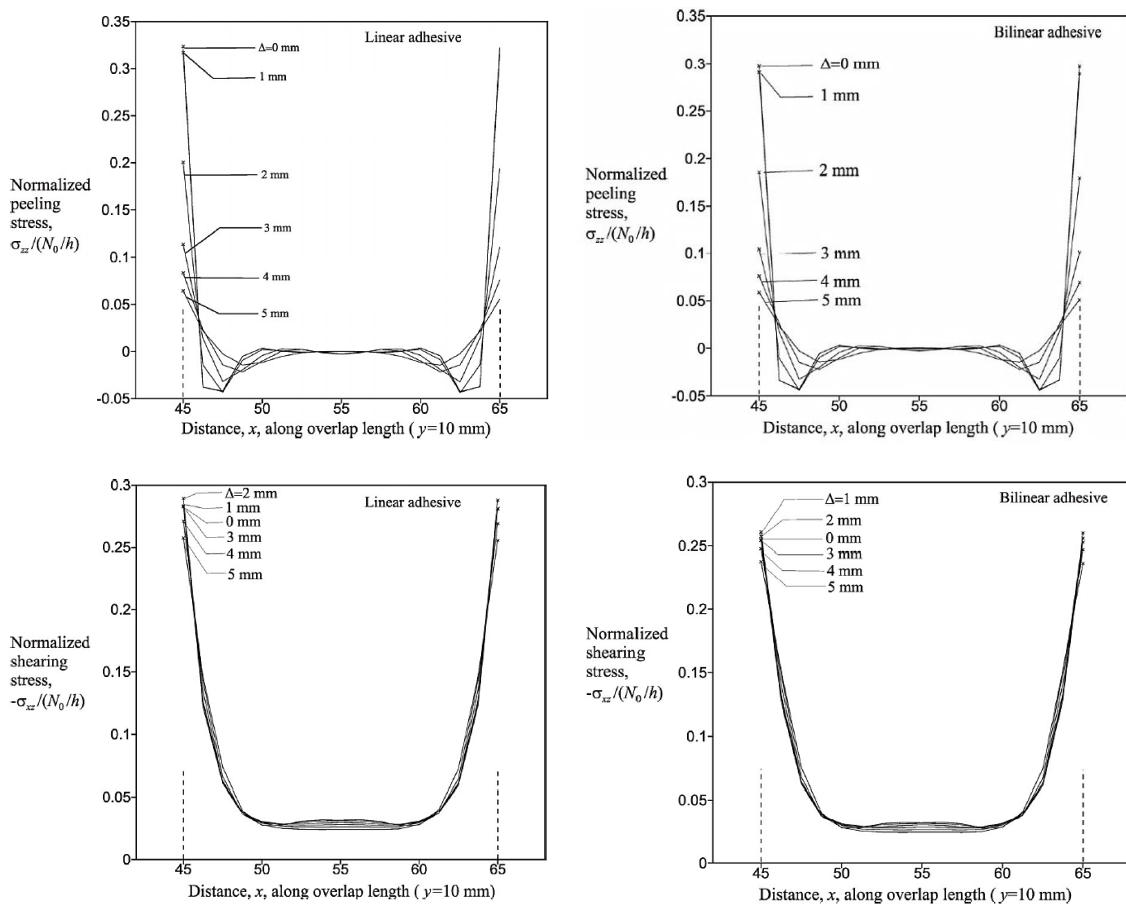 0.35
Linear adhesive
Δ=0 mm
0.3
1 mm
0.25
0.2
2 mm
Normalized
peeling
stress,
σzz/(N0/h)
0.15
3 mm
0.1
4 mm
0.05
5 mm
0
-0.05
45 50 55 60 65
Distance, x, along overlap length ( y=10 mm)
0.35
Bilinear adhesive
0.3
Δ=0 mm
1 mm
0.25
0.2
2 mm
Normalized
peeling
stress,
σzz/(N0/h)
0.15
0.1
3 mm
4 mm
0.05
5 mm
0
-0.05
45 50 55 60 65
Distance, x, along overlap length ( y=10 mm)
0.3
Δ=2 mm
Linear adhesive
1 mm
0 mm
3 mm
0.25
4 mm
5 mm
0.2
Normalized
shearing
stress,
-σxz/(N0/h)
0.15
0.1
0.05
0
45 50 55 60 65
Distance, x, along overlap length ( y=10 mm)
0.3
Δ=1 mm
Bilinear adhesive
2 mm
0 mm
3 mm
0.25
4 mm
5 mm
0.2
Normalized
shearing
stress,
-σxz/(N0/h)
0.15
0.1
0.05
0
45 50 55 60 65
Distance, x, along overlap length ( y=10 mm)